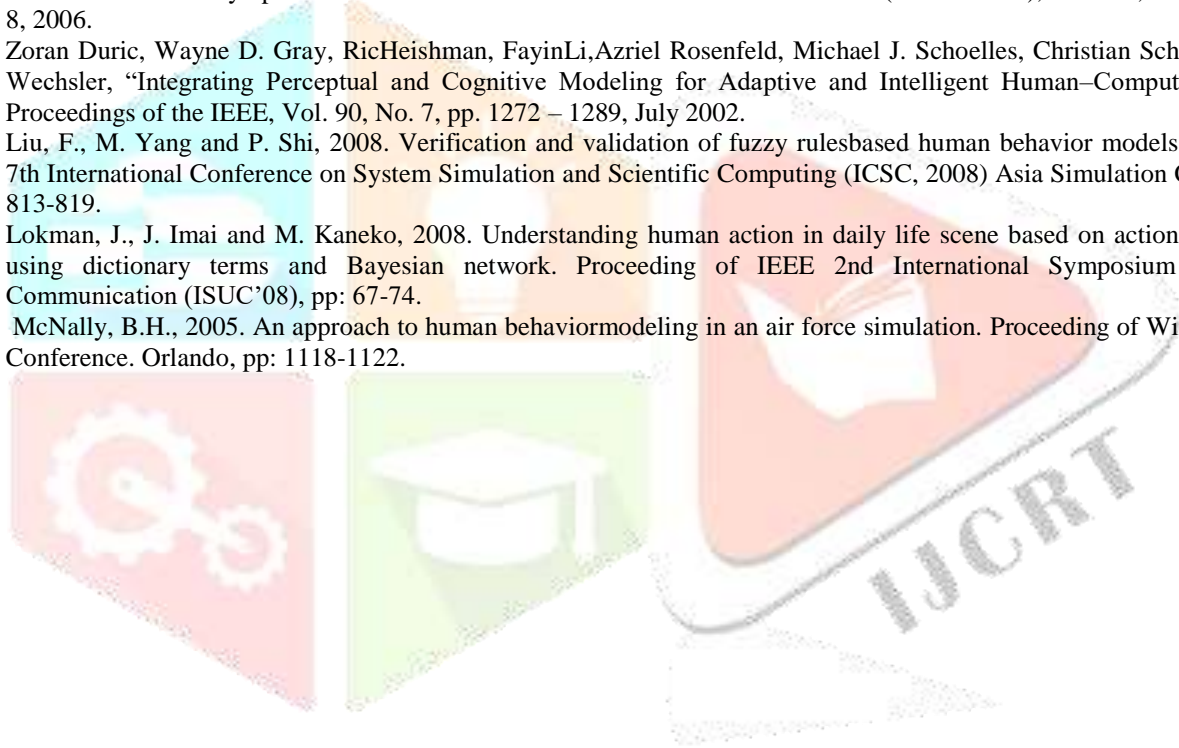 8, 2006.
Zoran Duric, Wayne D. Gray, RicHeishman, FayinLi,Azriel Rosenfeld, Michael J. Schoelles, Christian Sch
Wechsler, “Integrating Perceptual and Cognitive Modeling for Adaptive and Intelligent Human–Comput
Proceedings of the IEEE, Vol. 90, No. 7, pp. 1272 – 1289, July 2002.
Liu, F., M. Yang and P. Shi, 2008. Verification and validation of fuzzy rulesbased human behavior models
7th International Conference on System Simulation and Scientific Computing (ICSC, 2008) Asia Simulation
813-819.
Lokman, J., J. Imai and M. Kaneko, 2008. Understanding human action in daily life scene based on action
using dictionary terms and Bayesian network. Proceeding of IEEE 2nd International Symposium
Communication (ISUC’08), pp: 67-74.
McNally, B.H., 2005. An approach to human behaviormodeling in an air force simulation. Proceeding of Wi
Conference. Orlando, pp: 1118-1122.
IJCRT